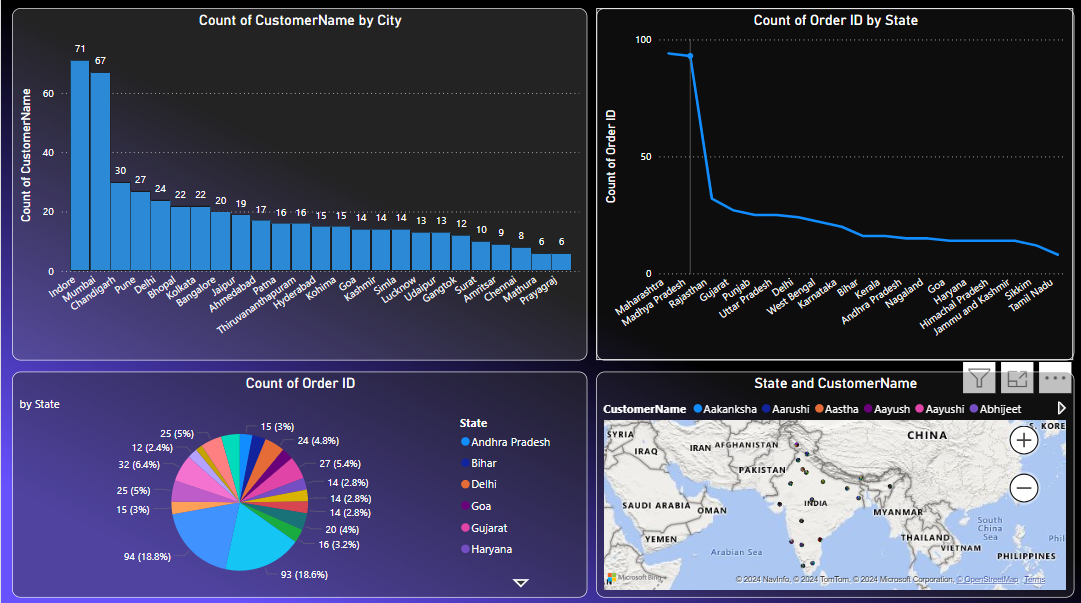 Count of CustomerName by City
Count of CustomerName
60
40
20
0
71
67
30
27
24
22
22
20
19
17
16
16
15
15
14
14
14
13
13
12
10
9
8
6
6
Indore
Mumbai
Chandigarh
Pune
Delhi
Bhopal
Kolkata
Bangalore
Jaipur
Ahmedabad
Patna
Thiruvananthapuram
Hyderabad
Kohima
Goa
Kashmir
Simla
Lucknow
Udaipur
Gangtok
Surat
Amritsar
Chennai
Mathura
Prayagraj
Count of Order ID by State
Count of Order ID
100
50
0
Maharashtra
Madhya Pradesh
Rajasthan
Gujarat
Punjab
Uttar Pradesh
Delhi
West Bengal
Karnataka
Bihar
Kerala
Andhra Pradesh
Nagaland
Goa
Haryana
Himachal Pradesh
Jammu and Kashmir
Sikkim
Tamil Nadu
Count of Order ID
by State
15 (3%)
24 (4.8%)
27 (5.4%)
14 (2.8%)
14 (2.8%)
14 (2.8%)
20 (4%)
16 (3.2%)
93 (18.6%)
94 (18.8%)
15 (3%)
25 (5%)
32 (6.4%)
12 (2.4%)
25 (5%)
State
Andhra Pradesh
Bihar
Delhi
Goa
Gujarat
Haryana
State and CustomerName
CustomerName Aakanksha Aarushi Aastha Aayush Aayushi Abhijeet
SYRIA
IRAQ
IRAN
AFGHANISTAN
CHINA
S. KORE
PAKISTAN
SAUDI ARABIA
OMAN
INDIA
MYANMAR
YEMEN
Arabian Sea
THAILAND
VIETNAM
South
China
Sea
Phil
PHILIPPINES
Microsoft Bing
© 2024 NavInfo, © 2024 TomTom, © 2024 Microsoft Corporation, © OpenStreetMap Terms